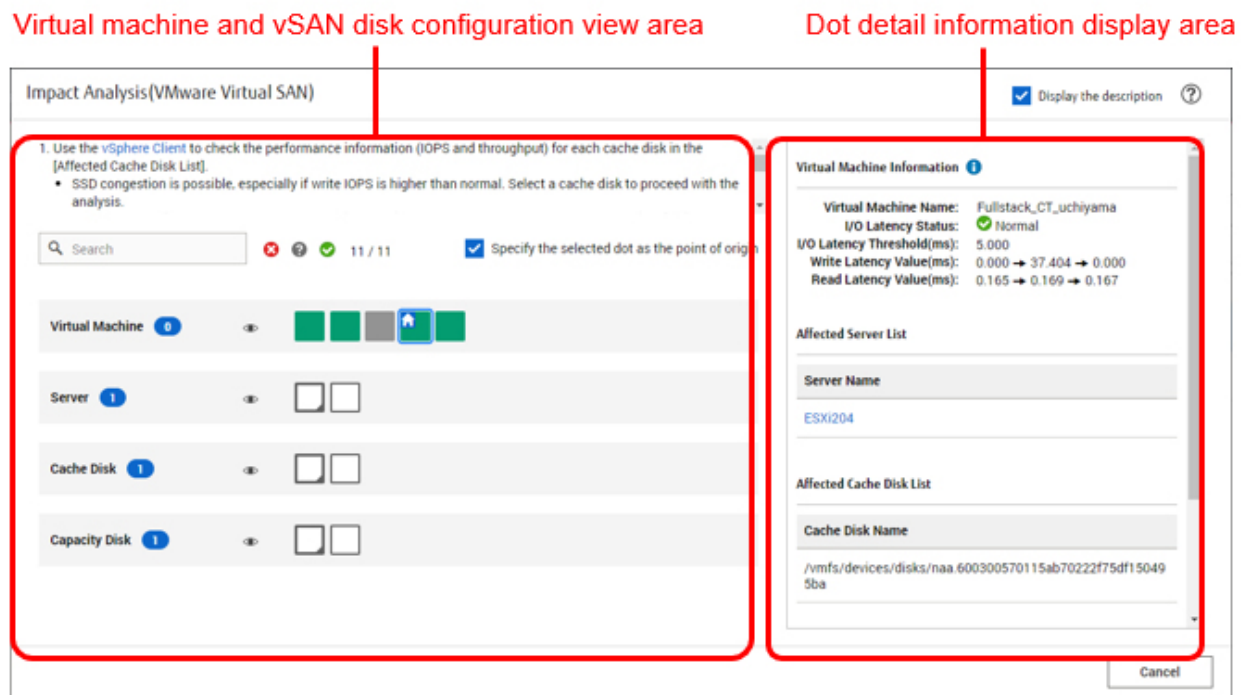 Virtual machine and vSAN disk configuration view area
Dot detail information display area
Impact Analysis(VMware Virtual SAN)
Display the description
1. Use the vSphere Client to check the performance information (IOPS and throughput) for each cache disk in the
[Affected Cache Disk List].
• SSD congestion is possible, especially if write IOPS is higher than normal. Select a cache disk to proceed with the
analysis.
Search
11 / 11
Specify the selected dot as the point of origin
Virtual Machine 0
Server 1
Cache Disk 1
Capacity Disk 1
Virtual Machine Information
Virtual Machine Name: Fullstack_CT_uchiyama
I/O Latency Status: Normal
I/O Latency Threshold(ms): 5.000
Write Latency Value(ms): 0.000 → 37.404 → 0.000
Read Latency Value(ms): 0.165 → 0.169 → 0.167
Affected Server List
Server Name
ESXi204
Affected Cache Disk List
Cache Disk Name
/vmfs/devices/disks/naa.600300570115ab70222f75df15049
5ba
Cancel